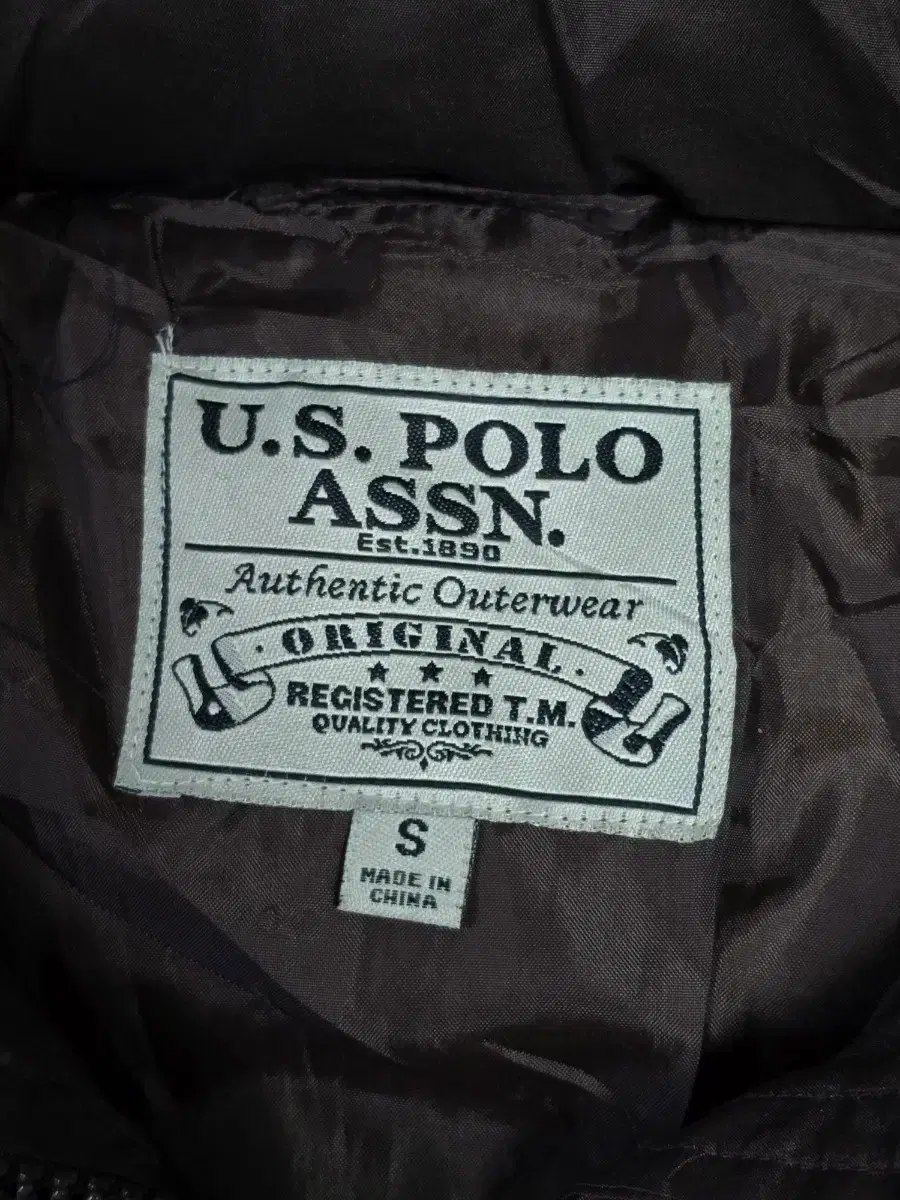 U.S. POLO
ASSN.
Est.1890
Authentic Outerwear
· ORIGINAL ·
REGISTERED T.M.
QUALITY CLOTHING
S
MADE IN
CHINA